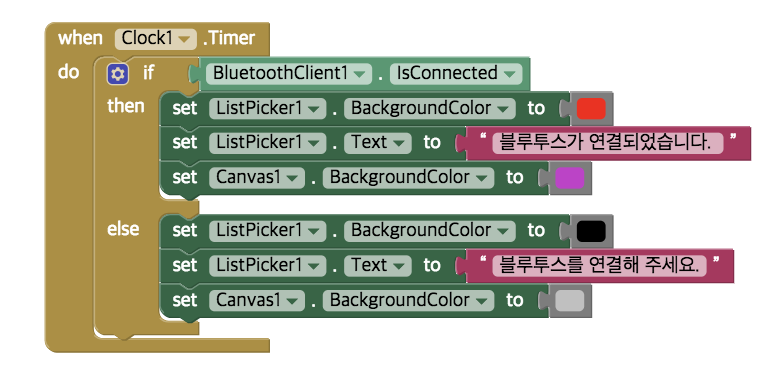 when Clock1 .Timer
do if BluetoothClient1 . IsConnected
then set ListPicker1 . BackgroundColor to
set ListPicker1 . Text to “ 블루투스가 연결되었습니다. ”
set Canvas1 . BackgroundColor to
else set ListPicker1 . BackgroundColor to
set ListPicker1 . Text to “ 블루투스를 연결해 주세요. ”
set Canvas1 . BackgroundColor to